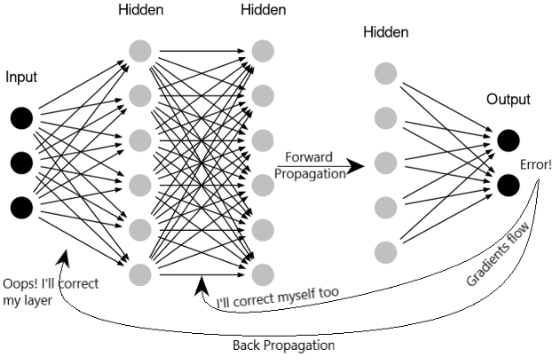 Hidden
Hidden
Hidden
Input
Output
Forward
Propagation
Error!
Gradients flow
Oops! I'll correct
my layer
I'll correct myself too
Back Propagation